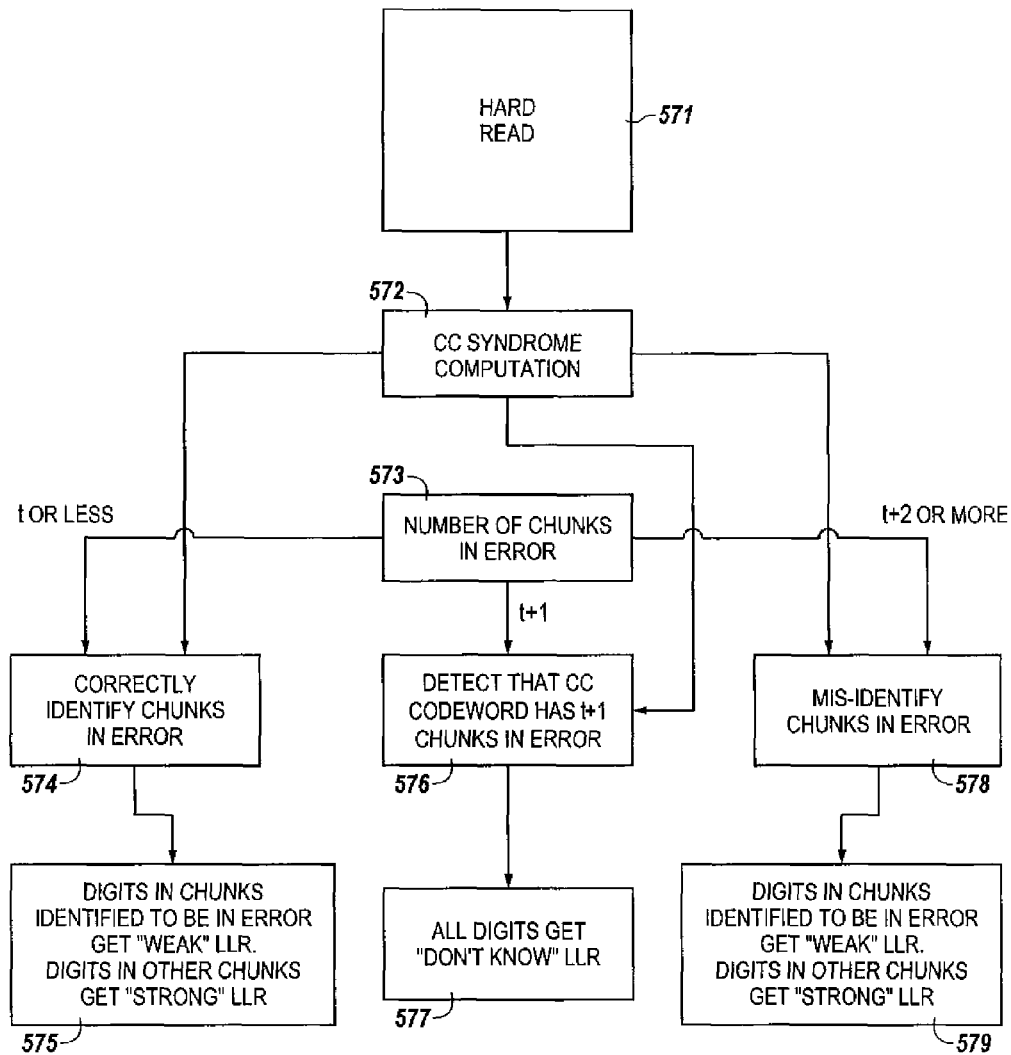 HARD
READ
571
572
CC SYNDROME
COMPUTATION
573
t OR LESS
NUMBER OF CHUNKS
IN ERROR
t+2 OR MORE
t+1
CORRECTLY
IDENTIFY CHUNKS
IN ERROR
574
DETECT THAT CC
CODEWORD HAS t+1
CHUNKS IN ERROR
576
MIS-IDENTIFY
CHUNKS IN ERROR
578
DIGITS IN CHUNKS
IDENTIFIED TO BE IN ERROR
GET "WEAK" LLR.
DIGITS IN OTHER CHUNKS
GET "STRONG" LLR
575
ALL DIGITS GET
"DON'T KNOW" LLR
577
DIGITS IN CHUNKS
IDENTIFIED TO BE IN ERROR
GET "WEAK" LLR.
DIGITS IN OTHER CHUNKS
GET "STRONG" LLR
579